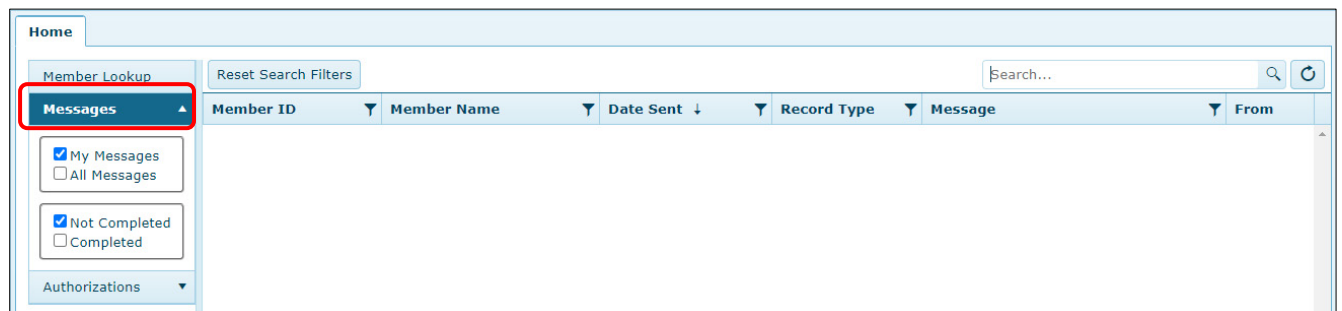 Home
Member Lookup
Reset Search Filters
Search...
Messages
Member ID
Member Name
Date Sent ↓
Record Type
Message
From
My Messages
All Messages
Not Completed
Completed
Authorizations